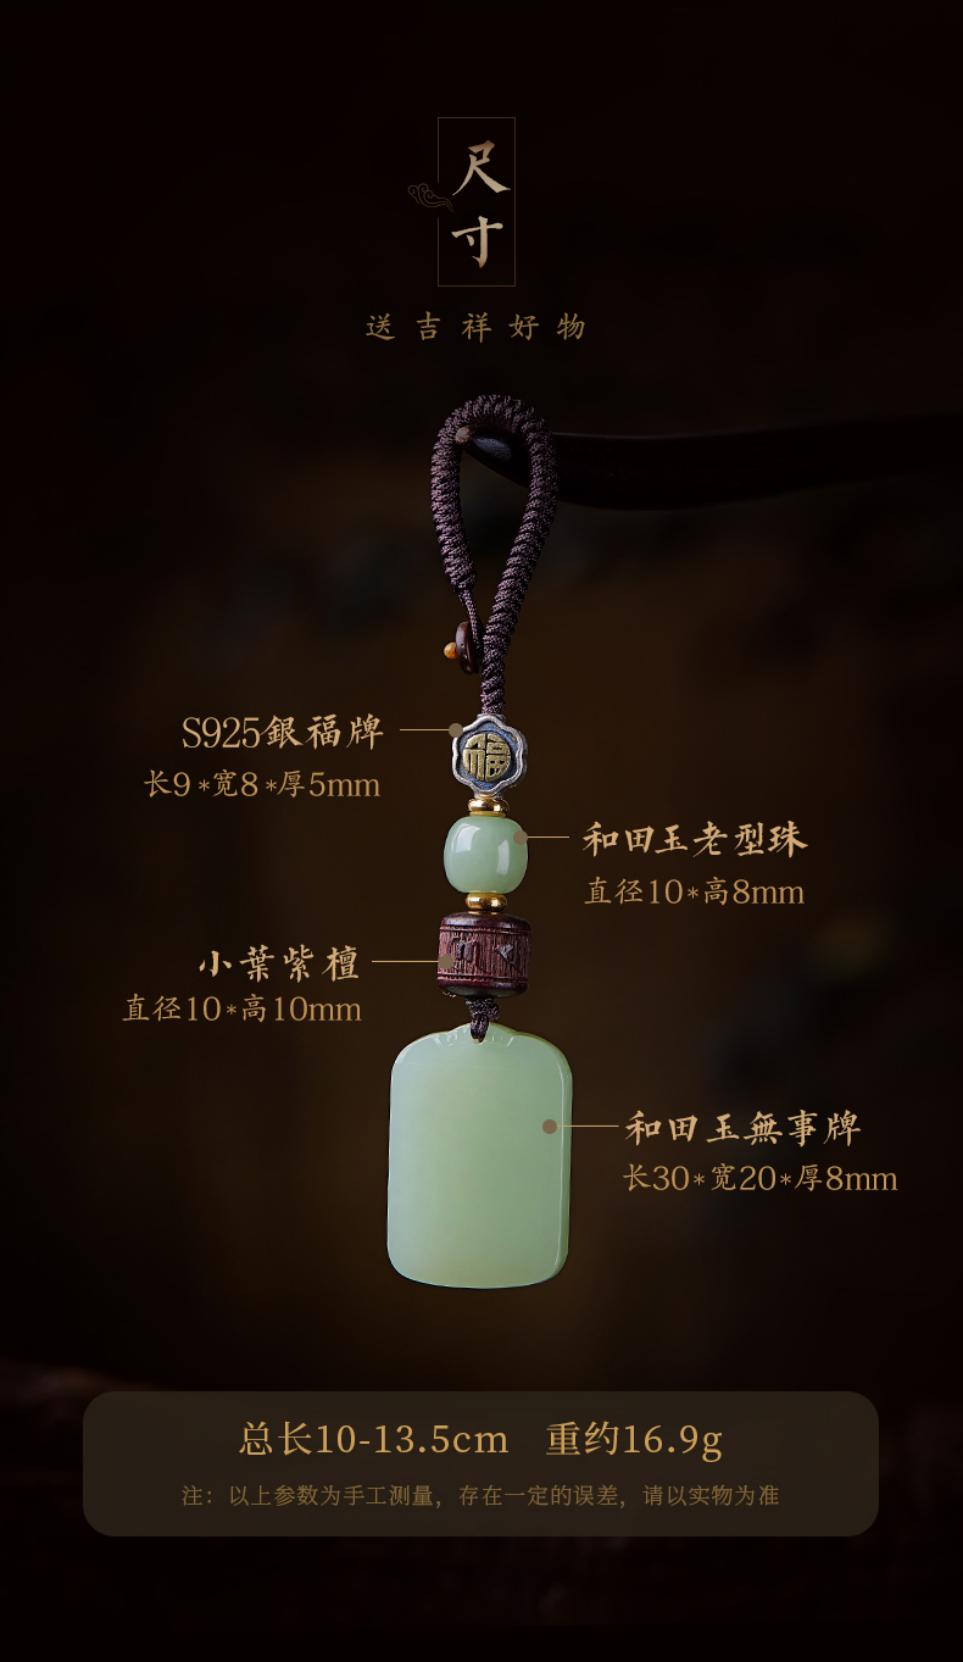 尺
寸
送吉祥好物
S925銀福牌
长9*宽8*厚5mm
福
和田玉老型珠
直径10*高8mm
小葉紫檀
直径10*高10mm
和田玉無事牌
长30*宽20*厚8mm
总长10-13.5cm 重约16.9g
注：以上参数为手工测量，存在一定的误差，请以实物为准